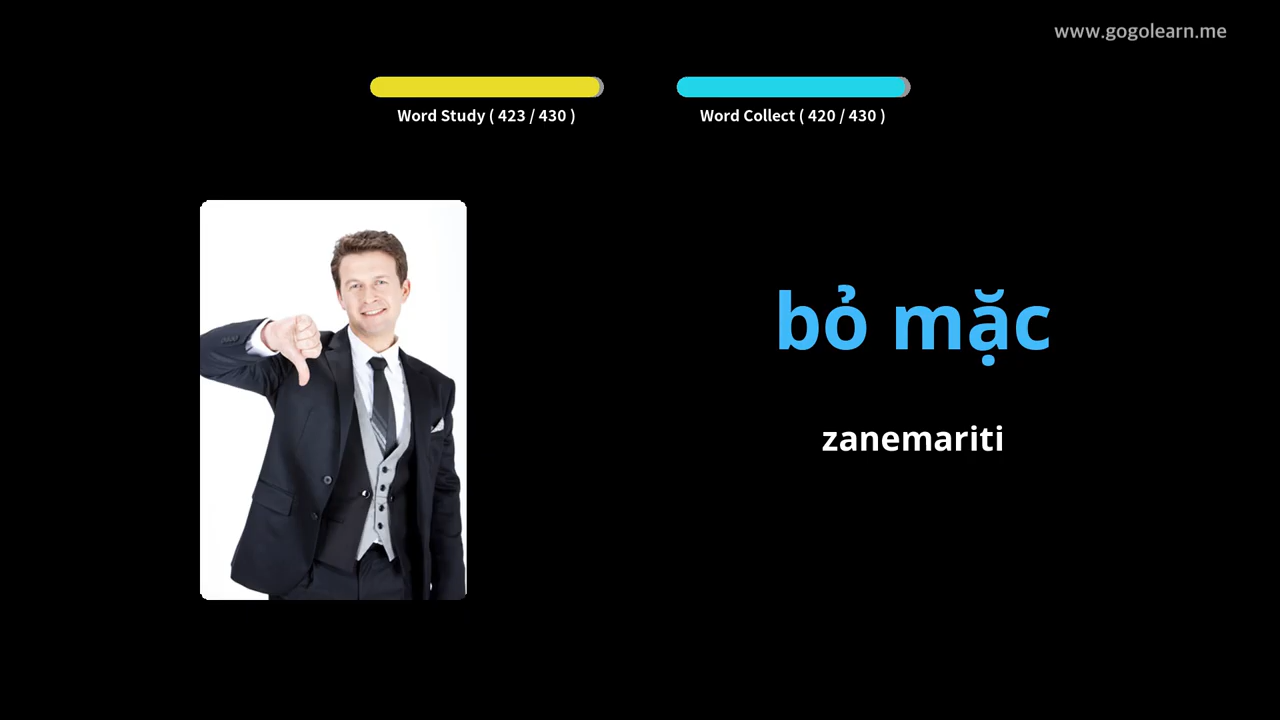 www.gogolearn.me
Word Study ( 423 / 430 )
Word Collect ( 420 / 430 )
bỏ mặc
zanemariti